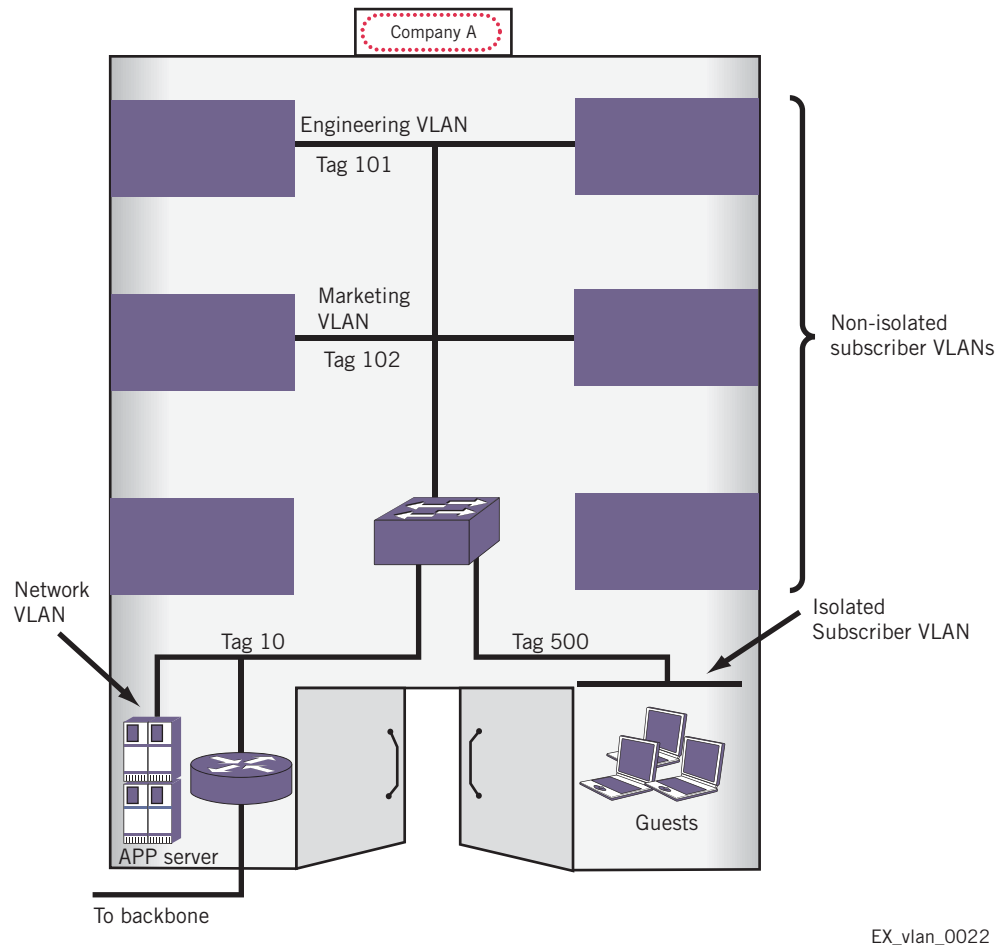 Company A
Engineering VLAN
Tag 101
Marketing
VLAN
Tag 102
Non-isolated
subscriber VLANs
Network
VLAN
Tag 10
Tag 500
Isolated
Subscriber VLAN
APP server
Guests
To backbone
EX_vlan_0022